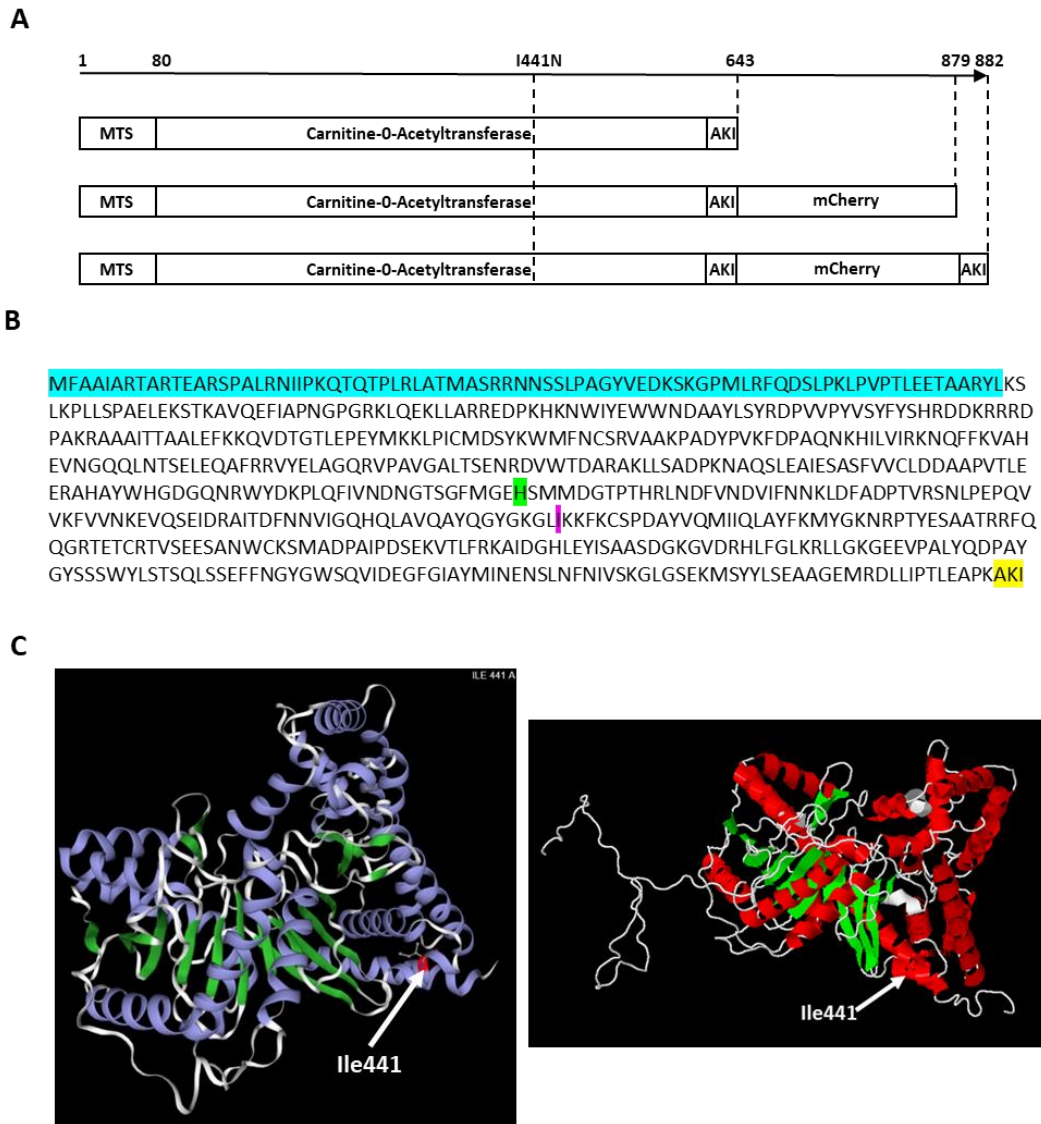 A
1 80 I441N 643 879 882
MTS Carnitine-0-Acetyltransferase AKI
MTS Carnitine-0-Acetyltransferase AKI mCherry
MTS Carnitine-0-Acetyltransferase AKI mCherry AKI
B
MFAAIARTARTEARSPALRNIIPKQTQTPLRLATMASRRNNSSLPAGYVEDKSKGPMLRFQDSLPKLPVPTLEETAARYLKS
LKPLLSPAELEKSTKAVQEFIAPNGPGRKLQEKLLARREDPKHKNWIYEWWNDAAYLSYRDPVVPYVSYFYSHRDDKRRRD
PAKRAAAITTAALEFKKQVDTGTLEPEYMKKLPICMDSYKWMFNCSRVAAKPADYPVKFDPAQNKHILVIRKNQFFKVAH
EVNGQQLNTSELEQAFRRVYELAGQRVPAVGALTSENRDVWTDARAKLLSADPKNAQSLEAIESASFVVCLDDAAPVTLE
ERAHAYWHGDGQNRWYDKPLQFIVNDNGTSGFMGEHSMMDGTPTHRLNDFVNDVIFNNKLDFADPTVRSNLPEPQV
VKFVVNKEVQSEIDRAITDFNNVIGQHQLAVQAYQGYGKGLIKKFKCSPDAYVQMIIQLAYFKMYGKNRPTYESAATRRFQ
QGRTETCRTVSEESANWCKSMADPAIPDSEKVTLFRKAIDGHLEYISAASDGKGVDRHLFGLKRLLGKGEEVPALYQDPAY
GYSSSWYLSTSQLSSEFFNGYGWSQVIDEGFGIAYMINENSLNFNIVSKGLGSEKMSYYLSEAAGEMRDLLIPTLEAPKAKI
C
ILE 441 A
Ile441
Ile441